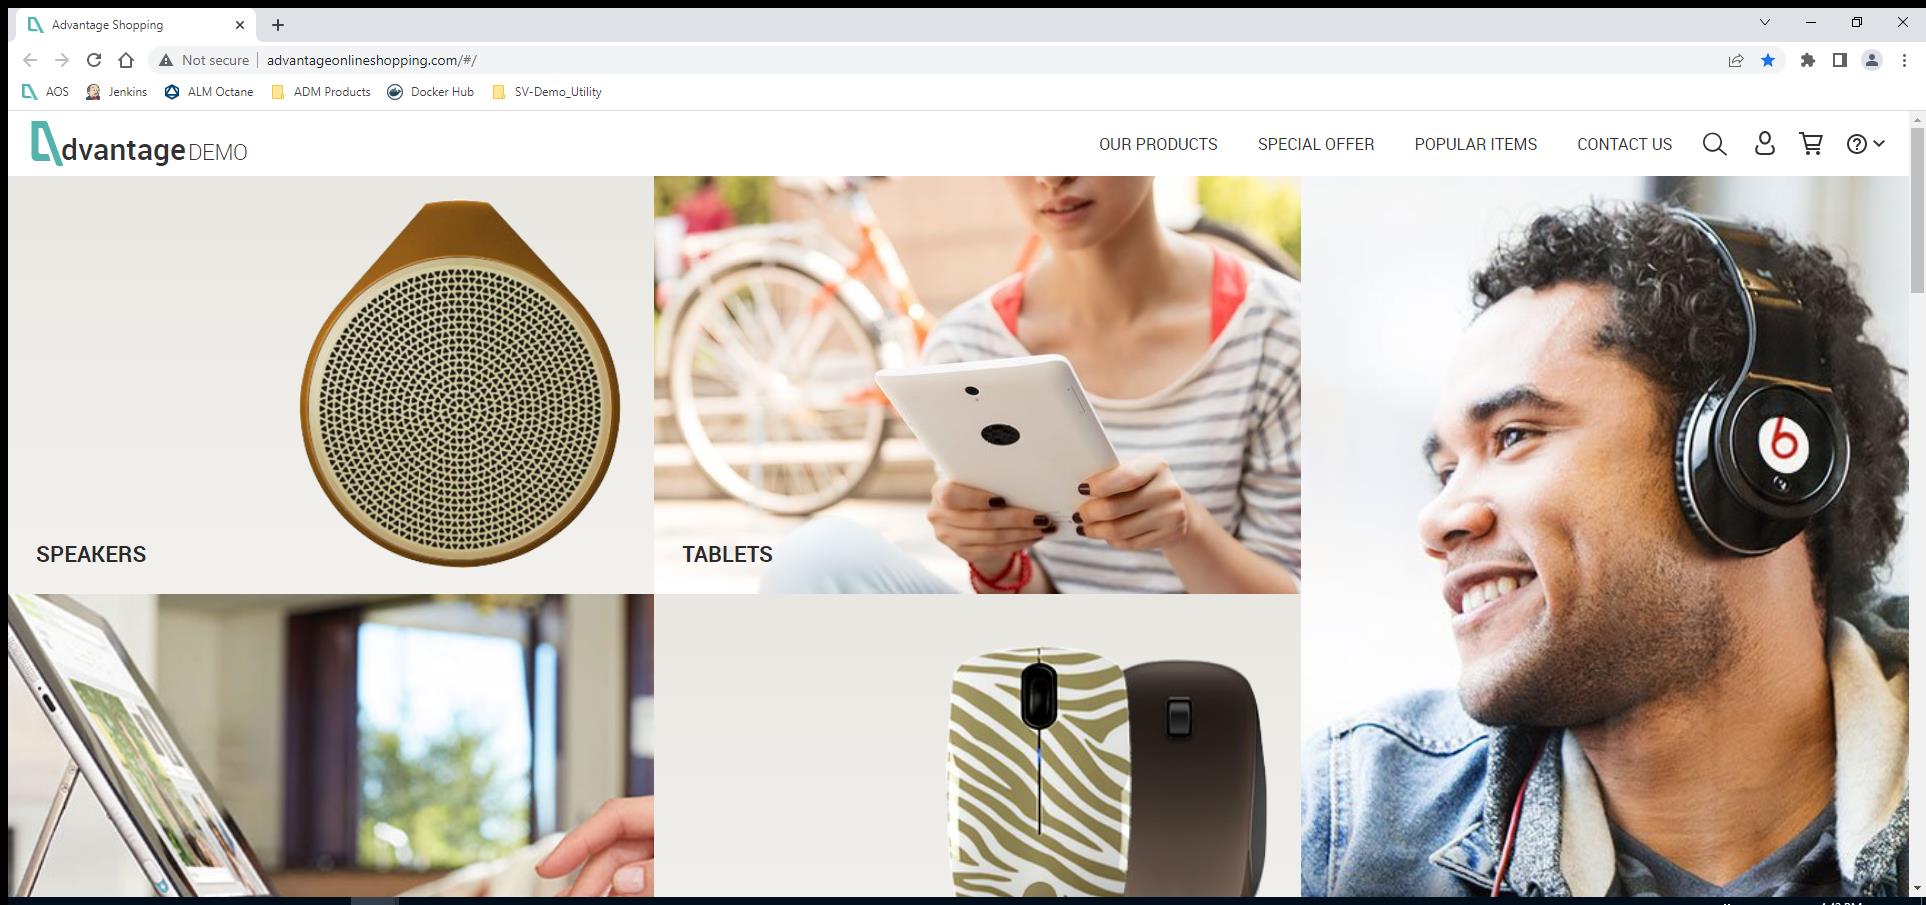 Advantage Shopping
Not secure
advantageonlineshopping.com/#/
AOS
Jenkins
ALM Octane
ADM Products
Docker Hub
SV-Demo_Utility
dvantage DEMO
OUR PRODUCTS
SPECIAL OFFER
POPULAR ITEMS
CONTACT US
SPEAKERS
TABLETS
b